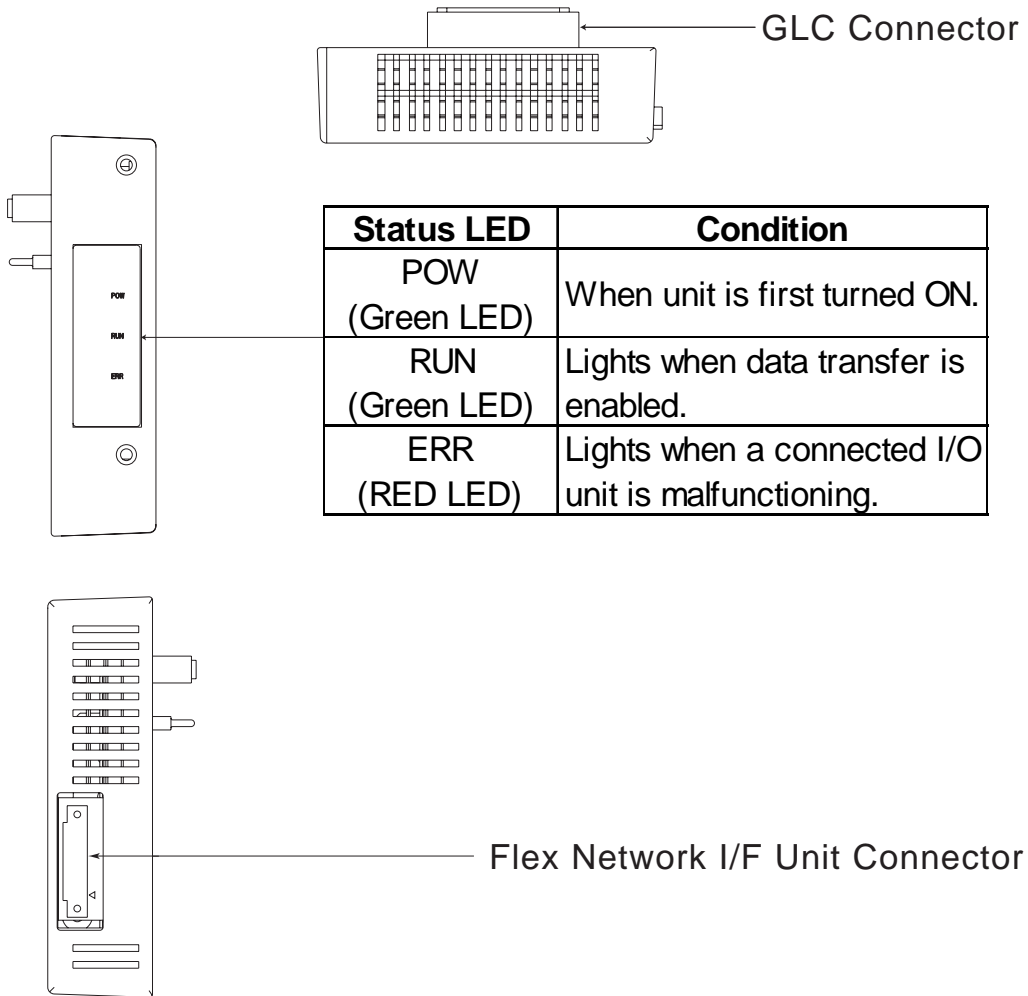 GLC Connector
Status LED Condition
POW
(Green LED)
When unit is first turned ON.
RUN
(Green LED)
Lights when data transfer is
enabled.
ERR
(RED LED)
Lights when a connected I/O
unit is malfunctioning.
POW
RUN
ERR
Flex Network I/F Unit Connector